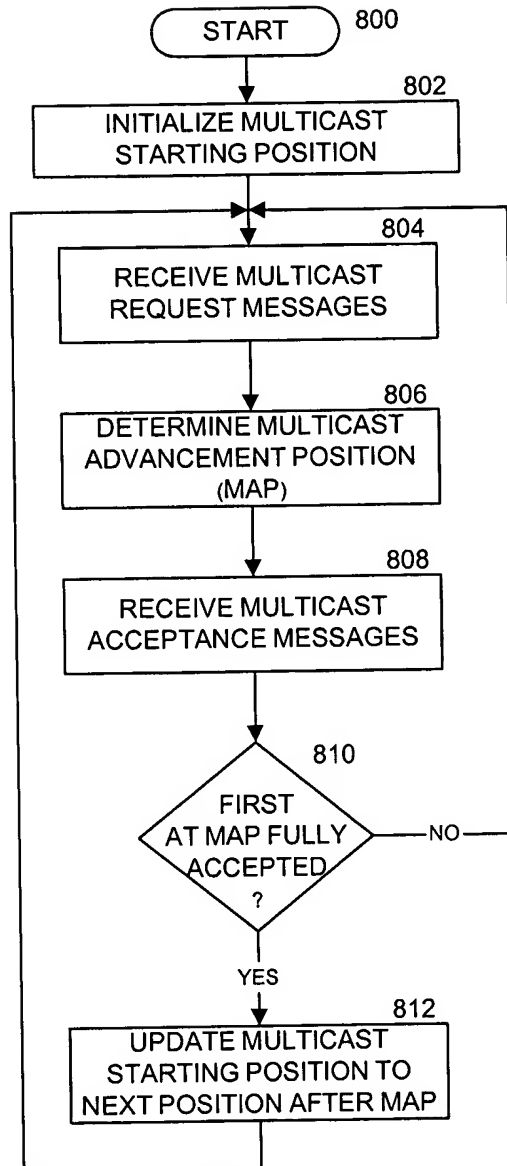 START
800
802
INITIALIZE MULTICAST
STARTING POSITION
804
RECEIVE MULTICAST
REQUEST MESSAGES
806
DETERMINE MULTICAST
ADVANCEMENT POSITION
(MAP)
808
RECEIVE MULTICAST
ACCEPTANCE MESSAGES
810
FIRST
AT MAP FULLY
ACCEPTED
?
NO
YES
812
UPDATE MULTICAST
STARTING POSITION TO
NEXT POSITION AFTER MAP